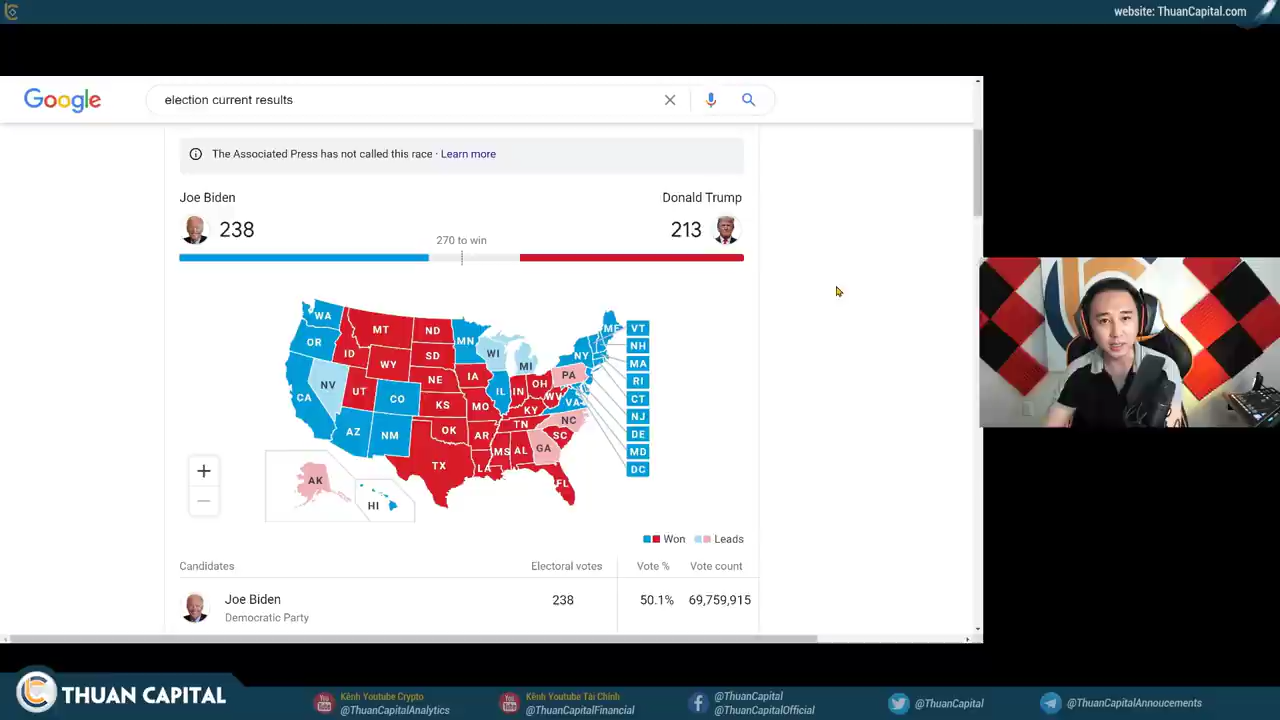 website: ThuanCapital.com
Google
election current results
The Associated Press has not called this race · Learn more
Joe Biden
Donald Trump
238
213
270 to win
WA
OR
CA
NV
ID
MT
WY
UT
AZ
CO
NM
ND
SD
NE
KS
OK
TX
MN
IA
MO
AR
LA
WI
IL
MS
MI
IN
KY
TN
AL
OH
WV
GA
FL
PA
VA
NC
SC
NY
ME
VT
NH
MA
RI
CT
NJ
DE
MD
DC
AK
HI
+
−
Won
Leads
Candidates
Electoral votes
Vote %
Vote count
Joe Biden
238
50.1%
69,759,915
Democratic Party
THUAN CAPITAL
Kênh Youtube Crypto
@ThuanCapitalAnalytics
Kênh Youtube Tài Chính
@ThuanCapitalFinancial
@ThuanCapital
@ThuanCapitalOfficial
@ThuanCapital
@ThuanCapitalAnnoucements